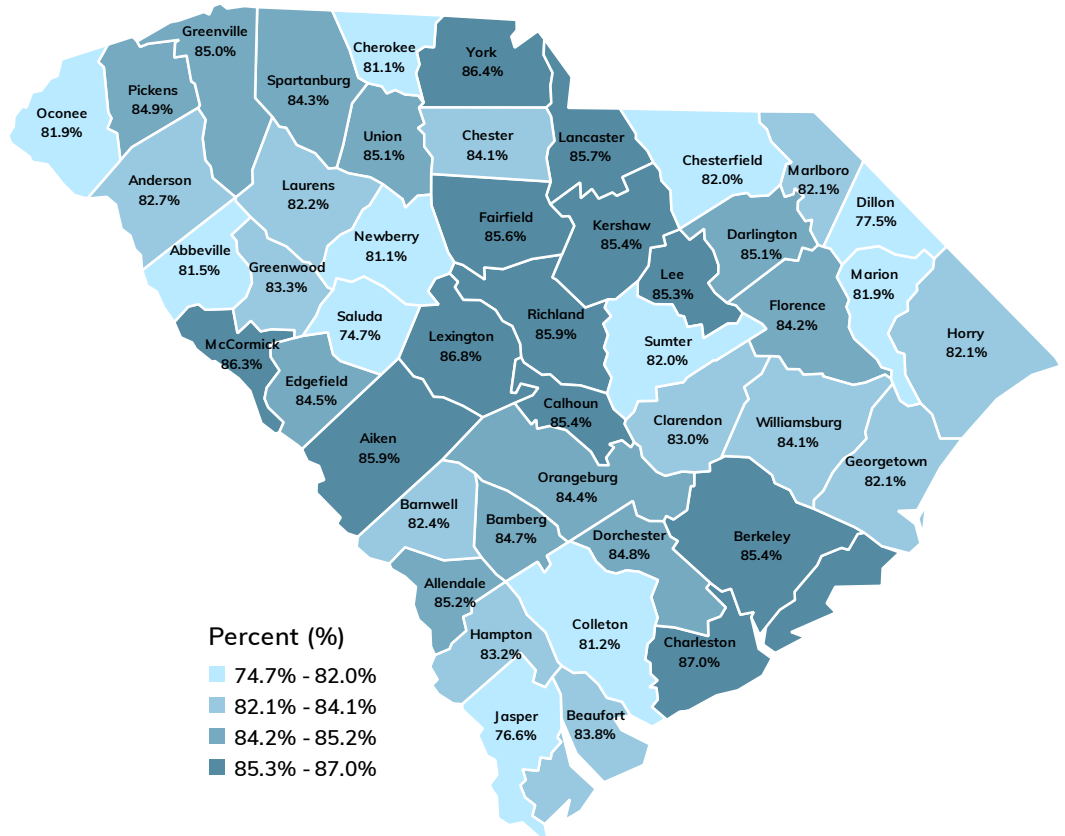 Greenville
85.0%
Cherokee
81.1%
York
86.4%
Spartanburg
84.3%
Pickens
84.9%
Oconee
81.9%
Union
85.1%
Chester
84.1%
Lancaster
85.7%
Chesterfield
82.0%
Marlboro
82.1%
Anderson
82.7%
Laurens
82.2%
Dillon
77.5%
Fairfield
85.6%
Kershaw
85.4%
Darlington
85.1%
Newberry
81.1%
Abbeville
81.5%
Greenwood
83.3%
Lee
85.3%
Marion
81.9%
Saluda
74.7%
Richland
85.9%
Florence
84.2%
Lexington
86.8%
Sumter
82.0%
Horry
82.1%
McCormick
86.3%
Edgefield
84.5%
Calhoun
85.4%
Clarendon
83.0%
Williamsburg
84.1%
Aiken
85.9%
Georgetown
82.1%
Orangeburg
84.4%
Barnwell
82.4%
Bamberg
84.7%
Dorchester
84.8%
Berkeley
85.4%
Allendale
85.2%
Colleton
81.2%
Hampton
83.2%
Charleston
87.0%
Jasper
76.6%
Beaufort
83.8%
Percent (%)
74.7% - 82.0%
82.1% - 84.1%
84.2% - 85.2%
85.3% - 87.0%